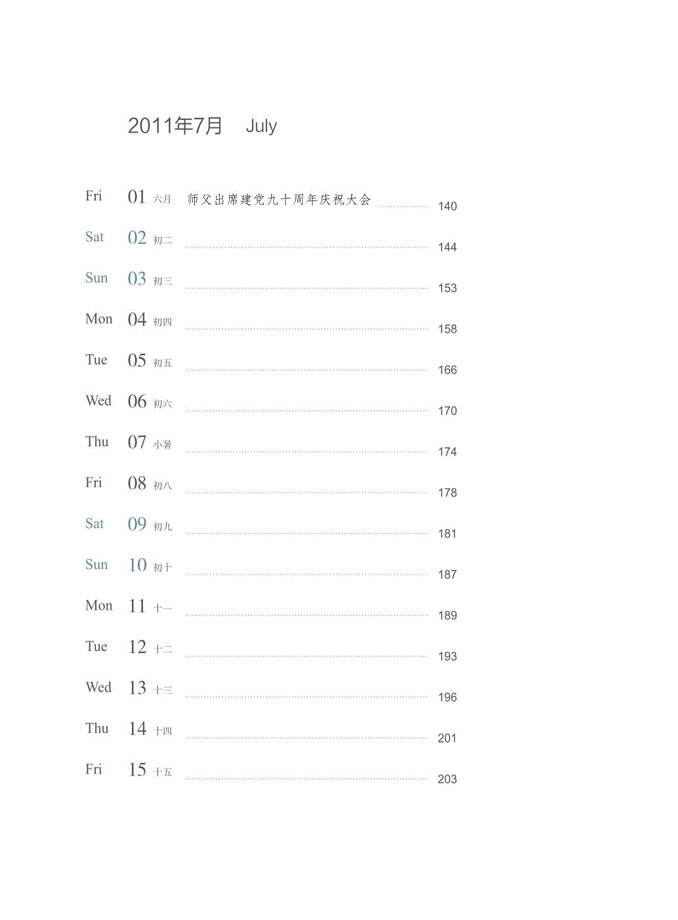 2011年7月 July
Fri 01 六月 师父出席建党九十周年庆祝大会 140
Sat 02 初二 144
Sun 03 初三 153
Mon 04 初四 158
Tue 05 初五 166
Wed 06 初六 170
Thu 07 小暑 174
Fri 08 初八 178
Sat 09 初九 181
Sun 10 初十 187
Mon 11 十一 189
Tue 12 十二 193
Wed 13 十三 196
Thu 14 十四 201
Fri 15 十五 203